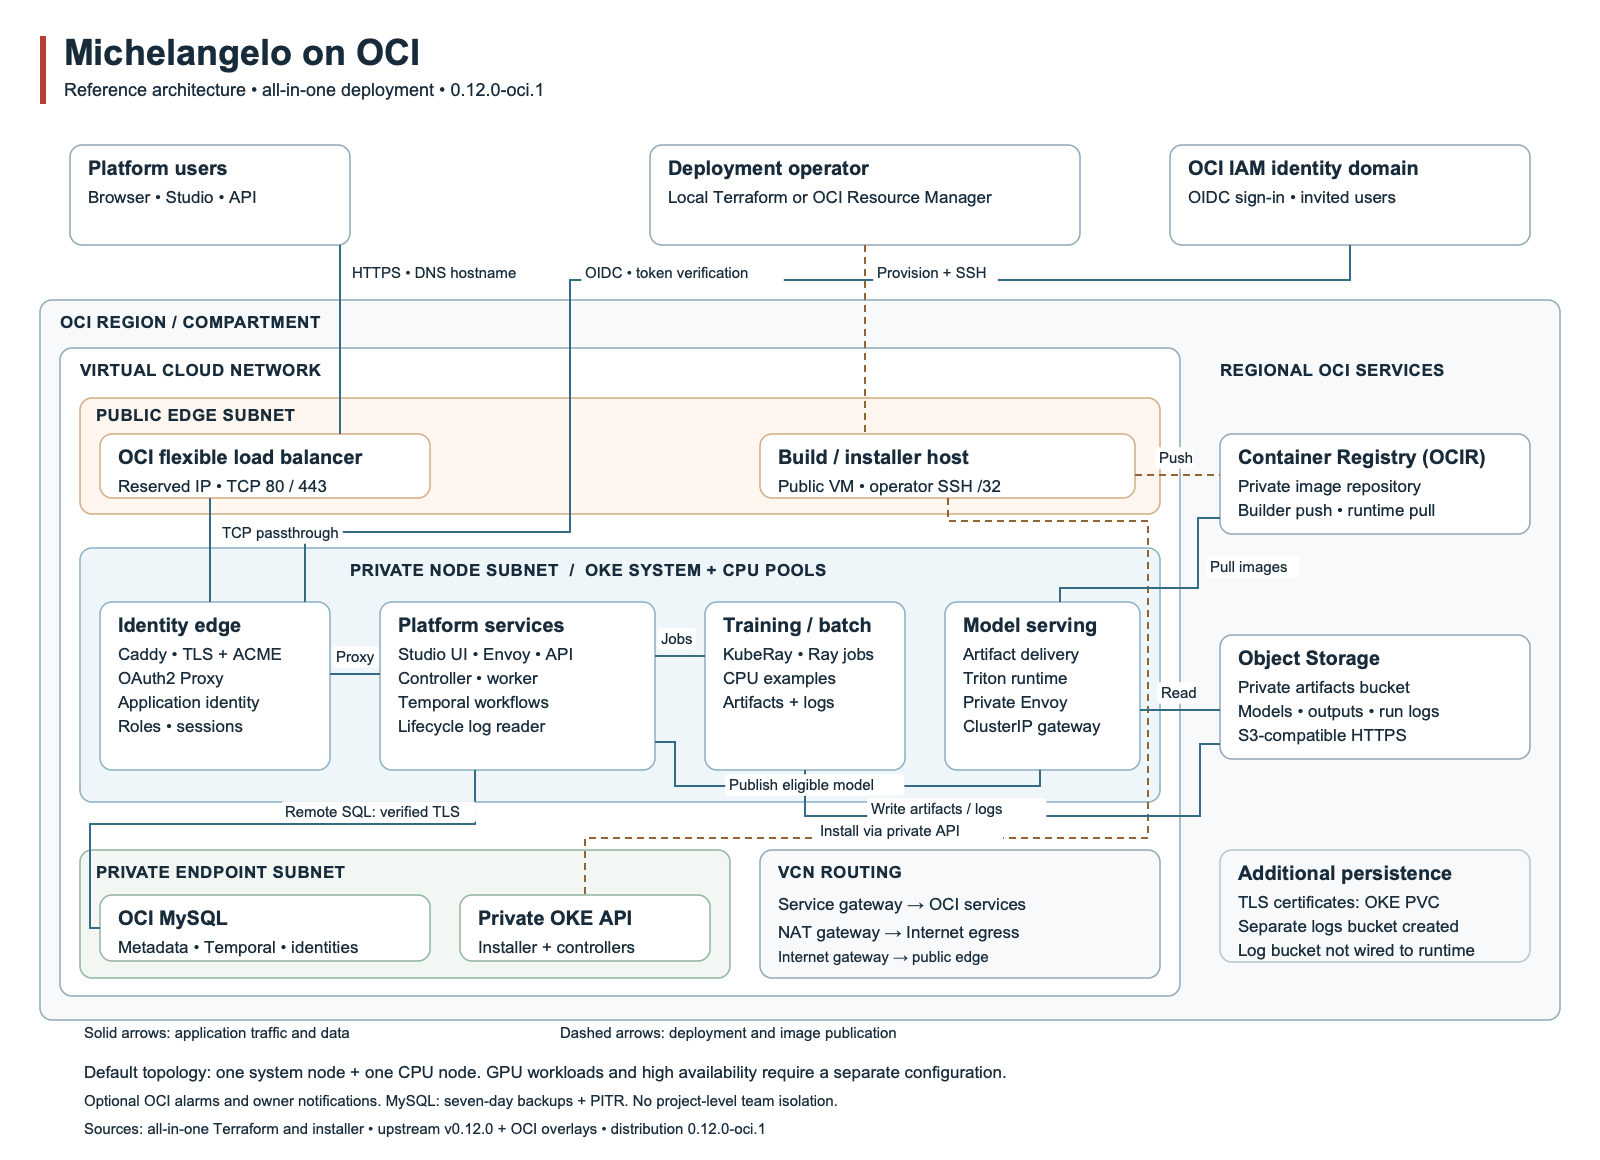 Michelangelo on OCI
Reference architecture • all-in-one deployment • 0.12.0-oci.1
Platform users
Browser • Studio • API
Deployment operator
Local Terraform or OCI Resource Manager
OCI IAM identity domain
OIDC sign-in • invited users
HTTPS • DNS hostname
OIDC • token verification
Provision + SSH
OCI REGION / COMPARTMENT
VIRTUAL CLOUD NETWORK
REGIONAL OCI SERVICES
PUBLIC EDGE SUBNET
OCI flexible load balancer
Reserved IP • TCP 80 / 443
Build / installer host
Public VM • operator SSH /32
Push
Container Registry (OCIR)
Private image repository
Builder push • runtime pull
TCP passthrough
Pull images
PRIVATE NODE SUBNET / OKE SYSTEM + CPU POOLS
Identity edge
Caddy • TLS + ACME
OAuth2 Proxy
Application identity
Roles • sessions
Proxy
Platform services
Studio UI • Envoy • API
Controller • worker
Temporal workflows
Lifecycle log reader
Jobs
Training / batch
KubeRay • Ray jobs
CPU examples
Artifacts + logs
Model serving
Artifact delivery
Triton runtime
Private Envoy
ClusterIP gateway
Read
Object Storage
Private artifacts bucket
Models • outputs • run logs
S3-compatible HTTPS
Publish eligible model
Remote SQL: verified TLS
Write artifacts / logs
Install via private API
PRIVATE ENDPOINT SUBNET
OCI MySQL
Metadata • Temporal • identities
Private OKE API
Installer + controllers
VCN ROUTING
Service gateway → OCI services
NAT gateway → Internet egress
Internet gateway → public edge
Additional persistence
TLS certificates: OKE PVC
Separate logs bucket created
Log bucket not wired to runtime
Solid arrows: application traffic and data
Dashed arrows: deployment and image publication
Default topology: one system node + one CPU node. GPU workloads and high availability require a separate configuration.
Optional OCI alarms and owner notifications. MySQL: seven-day backups + PITR. No project-level team isolation.
Sources: all-in-one Terraform and installer • upstream v0.12.0 + OCI overlays • distribution 0.12.0-oci.1